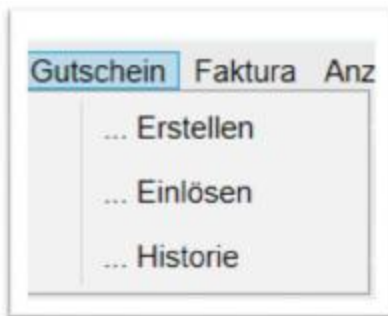 Gutschein Faktura Anz
... Erstellen
... Einlösen
... Historie